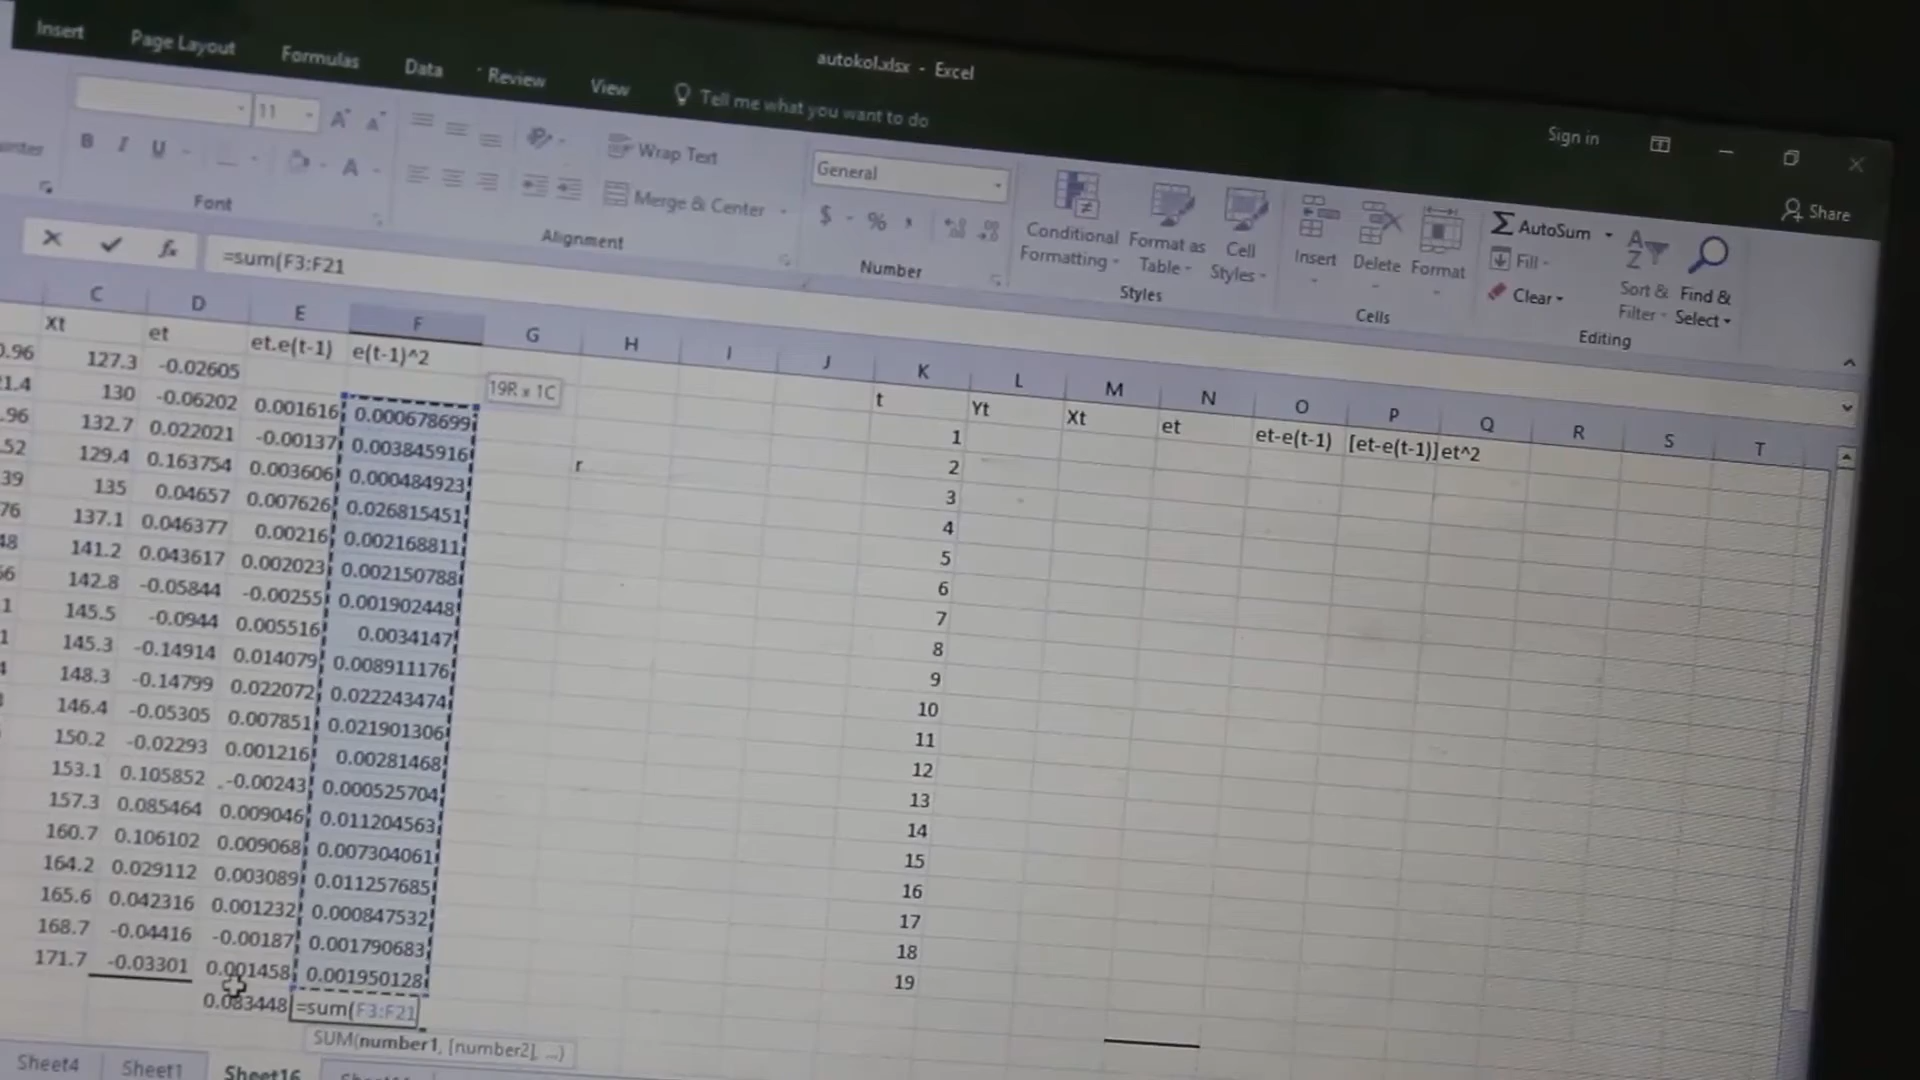 autokol.xlsx - Excel
Insert Page Layout Formulas Data Review View Tell me what you want to do
Sign in
Share
11
Wrap Text
General
Merge & Center
Conditional Formatting
Format as Table
Cell Styles
Insert Delete Format
AutoSum
Fill
Clear
Sort & Filter
Find & Select
Font Alignment Number Styles Cells Editing
=sum(F3:F21
C D E F G H I J K L M N O P Q R S T
Xt et et.e(t-1) e(t-1)^2 t Yt Xt et et-e(t-1) [et-e(t-1)] et^2
0.96 127.3 -0.02605 1
21.4 130 -0.06202 0.001616 0.000678699 2
.96 132.7 0.022021 -0.00137 0.003845916 3
.52 129.4 0.163754 0.003606 0.000484923 4
39 135 0.04657 0.007626 0.026815451 5
76 137.1 0.046377 0.00216 0.002168811 6
48 141.2 0.043617 0.002023 0.002150788 7
66 142.8 -0.05844 -0.00255 0.001902448 8
1 145.5 -0.0944 0.005516 0.0034147 9
1 145.3 -0.14914 0.014079 0.008911176 10
4 148.3 -0.14799 0.022072 0.022243474 11
146.4 -0.05305 0.007851 0.021901306 12
150.2 -0.02293 0.001216 0.00281468 13
153.1 0.105852 -0.00243 0.000525704 14
157.3 0.085464 0.009046 0.011204563 15
160.7 0.106102 0.009068 0.007304061 16
164.2 0.029112 0.003089 0.011257685 17
165.6 0.042316 0.001232 0.000847532 18
168.7 -0.04416 -0.00187 0.001790683 19
171.7 -0.03301 0.001458 0.001950128
0.083448 =sum(F3:F21
19R x 1C
r
SUM(number1, [number2], ...)
Sheet4 Sheet1 Sheet16